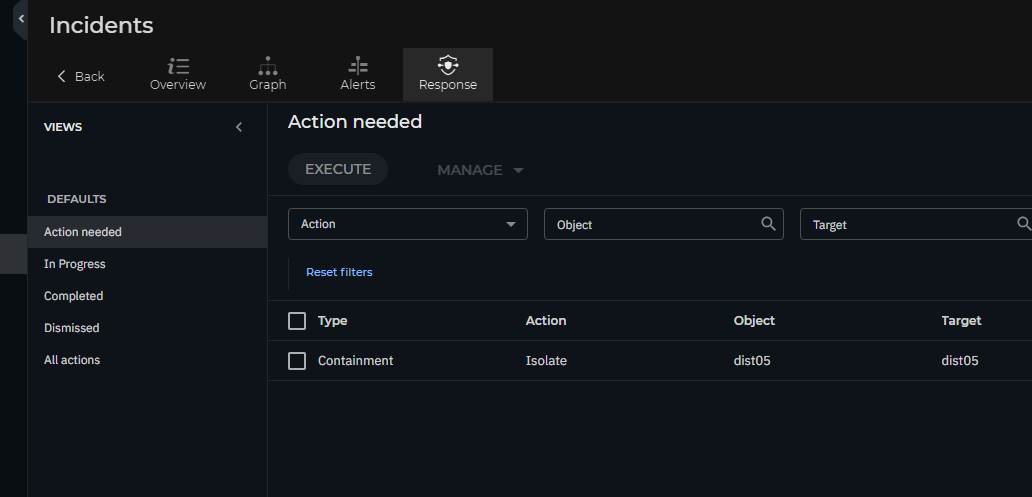 Incidents
Back
Overview
Graph
Alerts
Response
VIEWS
Action needed
EXECUTE
MANAGE
DEFAULTS
Action needed
In Progress
Completed
Dismissed
All actions
Action
Object
Target
Reset filters
Type Action Object Target
Containment Isolate dist05 dist05